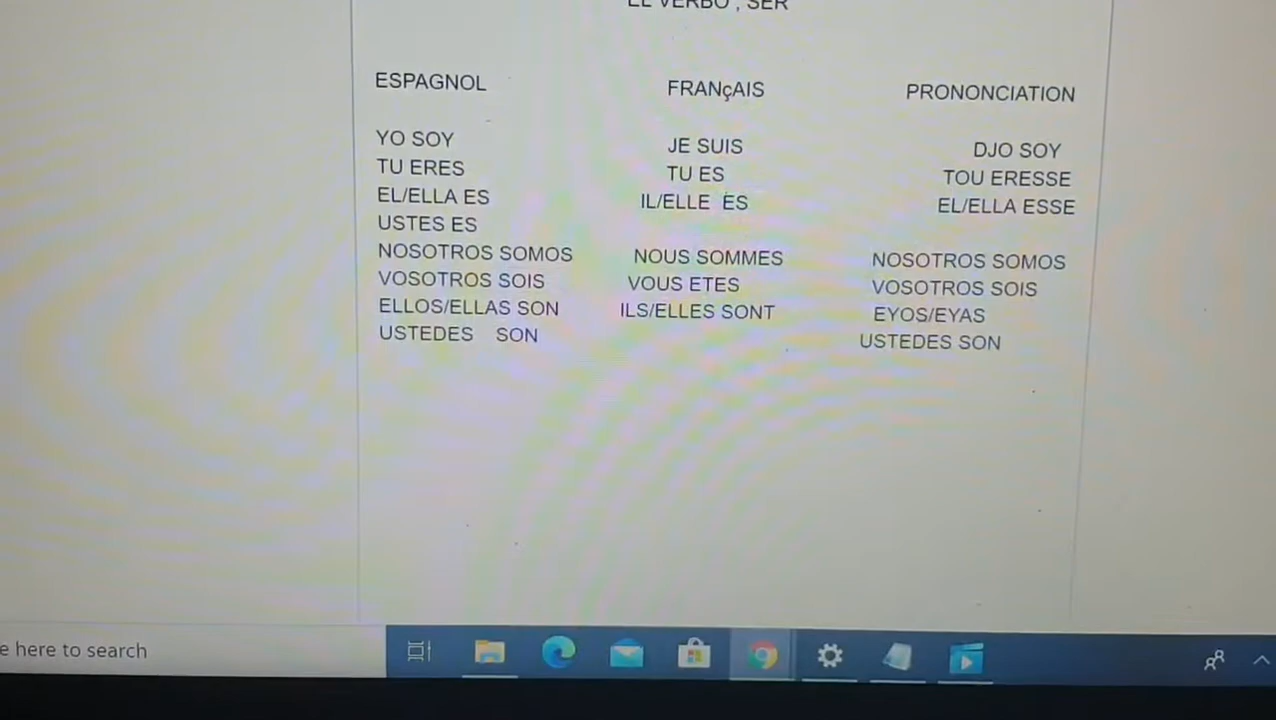 EL VERBO , SER
ESPAGNOL FRANçAIS PRONONCIATION
YO SOY JE SUIS DJO SOY
TU ERES TU ES TOU ERESSE
EL/ELLA ES IL/ELLE ES EL/ELLA ESSE
USTES ES
NOSOTROS SOMOS NOUS SOMMES NOSOTROS SOMOS
VOSOTROS SOIS VOUS ETES VOSOTROS SOIS
ELLOS/ELLAS SON ILS/ELLES SONT EYOS/EYAS
USTEDES SON USTEDES SON
e here to search